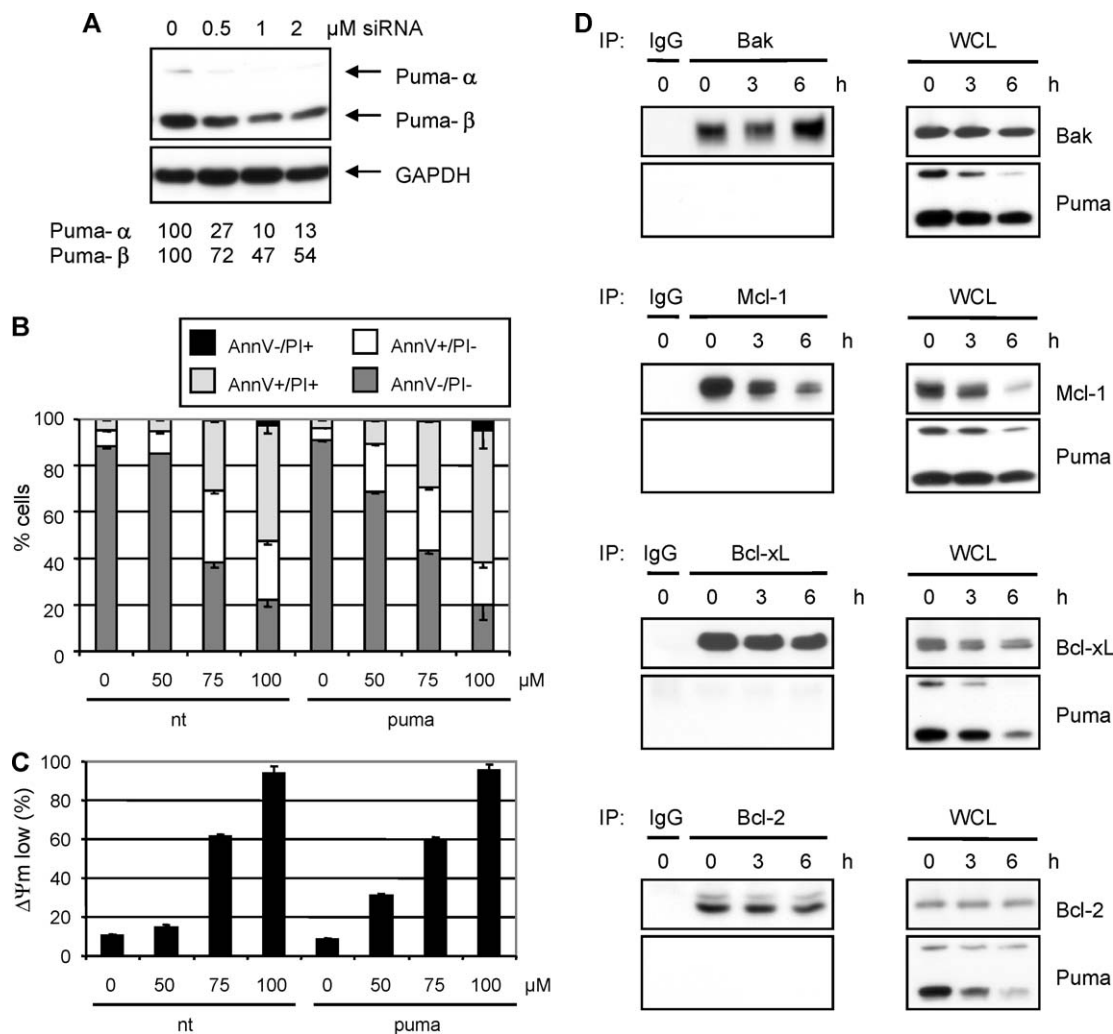 A
0 0.5 1 2 µM siRNA
Puma- α
Puma- β
GAPDH
Puma- α 100 27 10 13
Puma- β 100 72 47 54
B
AnnV-/PI+ AnnV+/PI-
AnnV+/PI+ AnnV-/PI-
% cells
100
80
60
40
20
0
0 50 75 100 0 50 75 100 µM
nt puma
C
ΔΨm low (%)
100
80
60
40
20
0
0 50 75 100 0 50 75 100 µM
nt puma
D
IP: IgG Bak WCL
0 0 3 6 h 0 3 6 h
Bak
Puma
IP: IgG Mcl-1 WCL
0 0 3 6 h 0 3 6 h
Mcl-1
Puma
IP: IgG Bcl-xL WCL
0 0 3 6 h 0 3 6 h
Bcl-xL
Puma
IP: IgG Bcl-2 WCL
0 0 3 6 h 0 3 6 h
Bcl-2
Puma